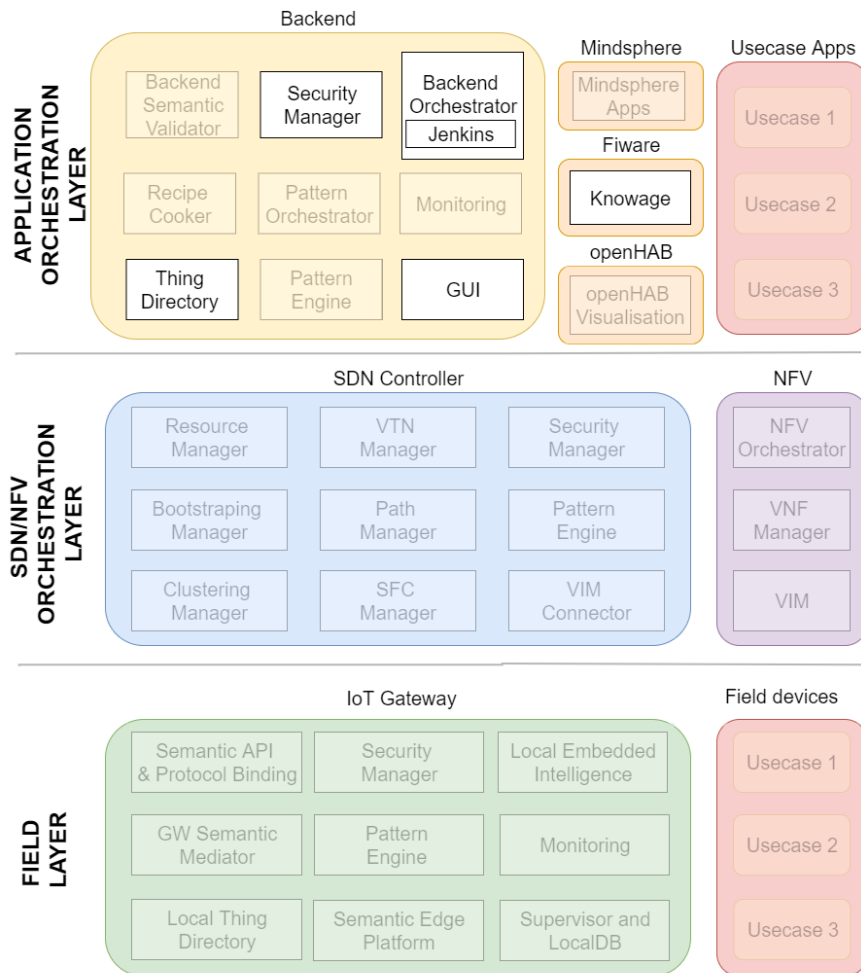 Backend
Mindsphere
Usecase Apps
APPLICATION
ORCHESTRATION
LAYER
Backend
Semantic
Validator
Security
Manager
Backend
Orchestrator
Jenkins
Mindsphere
Apps
Usecase 1
Fiware
Recipe
Cooker
Pattern
Orchestrator
Monitoring
Knowage
Usecase 2
openHAB
Thing
Directory
Pattern
Engine
GUI
openHAB
Visualisation
Usecase 3
SDN Controller
NFV
SDN/NFV
ORCHESTRATION
LAYER
Resource
Manager
VTN
Manager
Security
Manager
NFV
Orchestrator
Bootstraping
Manager
Path
Manager
Pattern
Engine
VNF
Manager
Clustering
Manager
SFC
Manager
VIM
Connector
VIM
IoT Gateway
Field devices
FIELD
LAYER
Semantic API
& Protocol Binding
Security
Manager
Local Embedded
Intelligence
Usecase 1
GW Semantic
Mediator
Pattern
Engine
Monitoring
Usecase 2
Local Thing
Directory
Semantic Edge
Platform
Supervisor and
LocalDB
Usecase 3